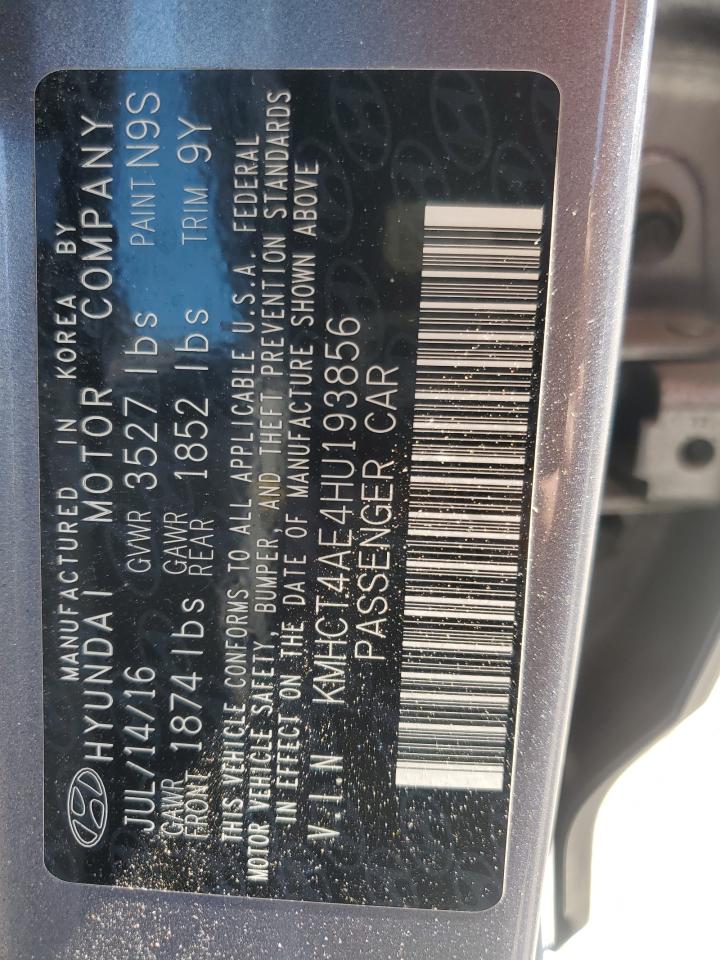 MANUFACTURED IN KOREA BY
HYUNDAI MOTOR COMPANY
JUL/14/16 GVWR 3527 lbs PAINT N9S
GAWR FRONT 1874 lbs GAWR REAR 1852 lbs TRIM 9Y
THIS VEHICLE CONFORMS TO ALL APPLICABLE U.S.A FEDERAL
MOTOR VEHICLE SAFETY, BUMPER, AND THEFT PREVENTION STANDARDS
IN EFFECT ON THE DATE OF MANUFACTURE SHOWN ABOVE
V.I.N KMHCT4AE4HU193856
PASSENGER CAR